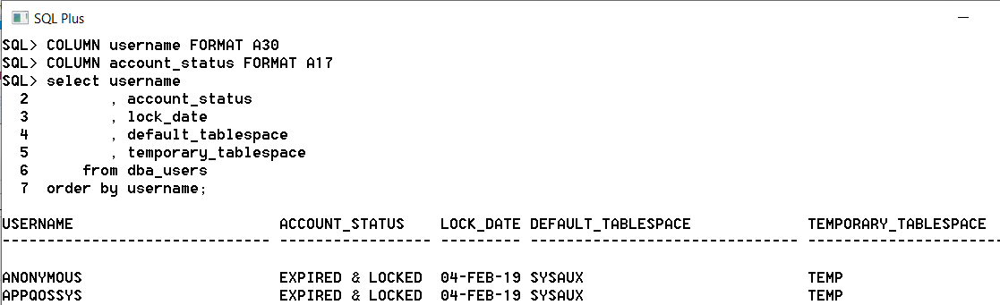 SQL Plus
SQL> COLUMN username FORMAT A30
SQL> COLUMN account_status FORMAT A17
SQL> select username
  2         , account_status
  3         , lock_date
  4         , default_tablespace
  5         , temporary_tablespace
  6      from dba_users
  7  order by username;
USERNAME                       ACCOUNT_STATUS    LOCK_DATE DEFAULT_TABLESPACE             TEMPORARY_TABLESPACE
------------------------------ ----------------- --------- ------------------------------ ----------------------
ANONYMOUS                      EXPIRED & LOCKED  04-FEB-19 SYSAUX                         TEMP
APPQOSSYS                      EXPIRED & LOCKED  04-FEB-19 SYSAUX                         TEMP